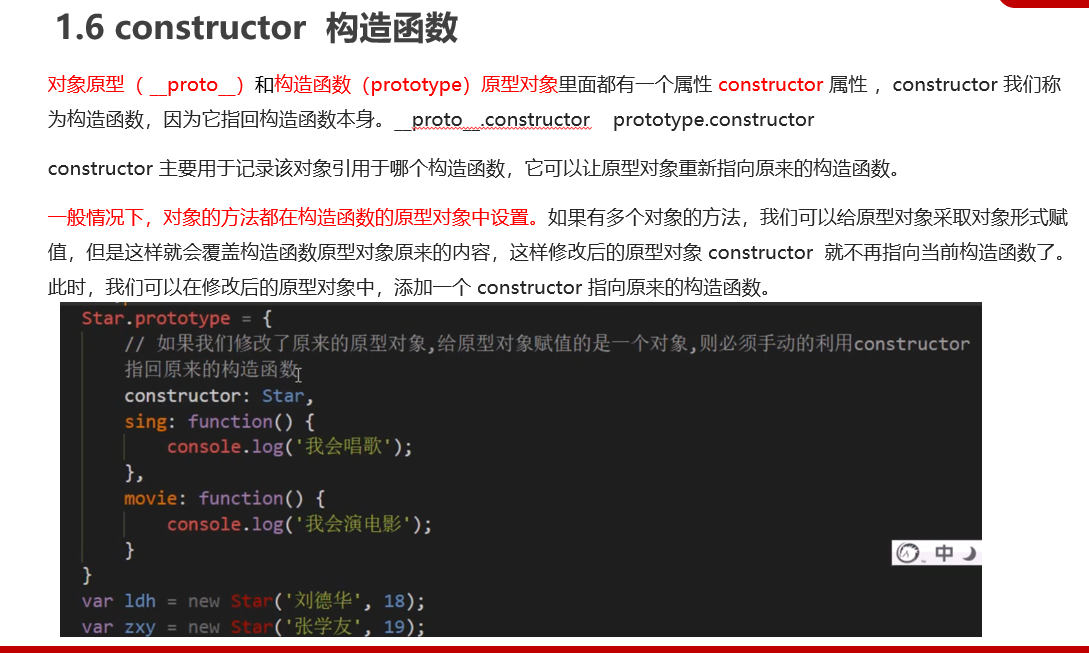 1.6 constructor 构造函数
对象原型（ __proto__）和构造函数（prototype）原型对象里面都有一个属性 constructor 属性 ，constructor 我们称
为构造函数，因为它指回构造函数本身。__proto__.constructor prototype.constructor
constructor 主要用于记录该对象引用于哪个构造函数，它可以让原型对象重新指向原来的构造函数。
一般情况下，对象的方法都在构造函数的原型对象中设置。如果有多个对象的方法，我们可以给原型对象采取对象形式赋
值，但是这样就会覆盖构造函数原型对象原来的内容，这样修改后的原型对象 constructor 就不再指向当前构造函数了。
此时，我们可以在修改后的原型对象中，添加一个 constructor 指向原来的构造函数。
Star.prototype = {
// 如果我们修改了原来的原型对象,给原型对象赋值的是一个对象,则必须手动的利用constructor
指回原来的构造函数
constructor: Star,
sing: function() {
console.log('我会唱歌');
},
movie: function() {
console.log('我会演电影');
}
}
var ldh = new Star('刘德华', 18);
var zxy = new Star('张学友', 19);
中